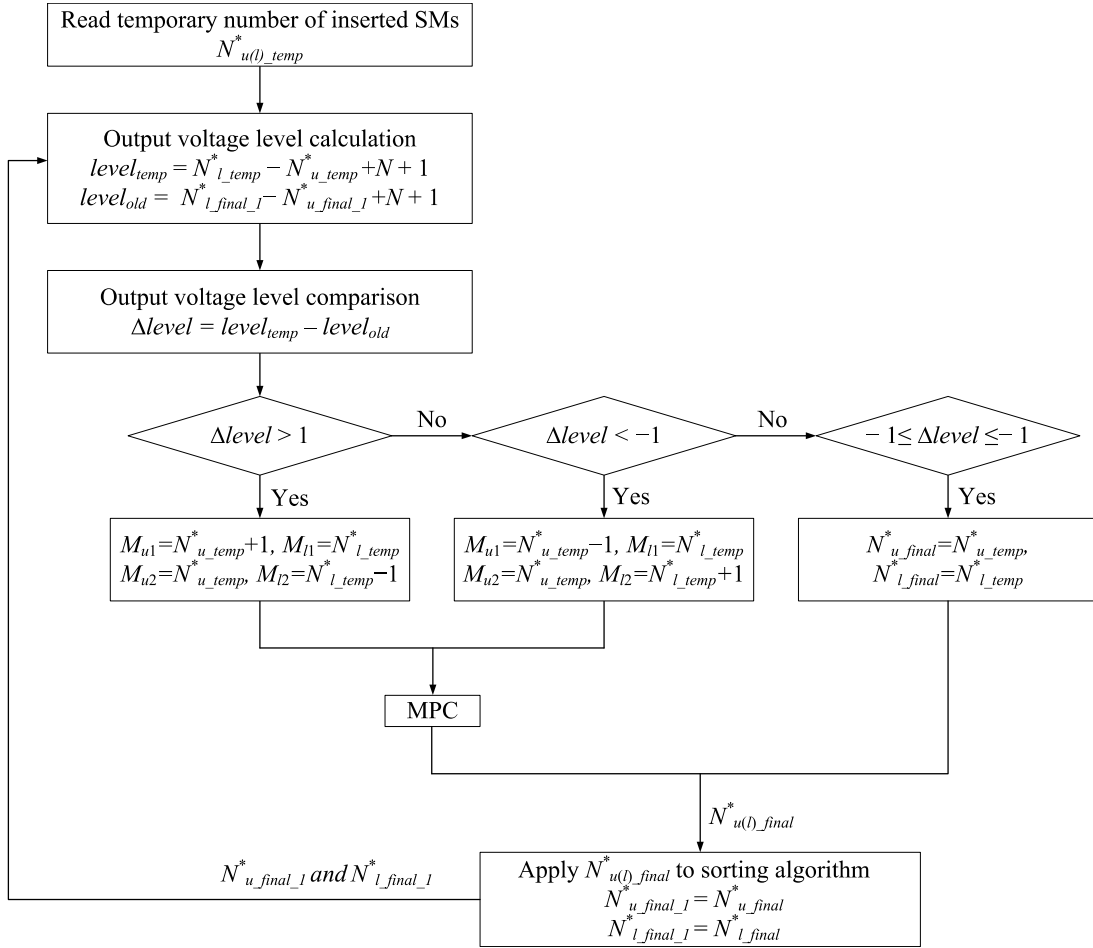 Read temporary number of inserted SMs
N*u(l)_temp
Output voltage level calculation
leveltemp = N*l_temp − N*u_temp +N + 1
levelold = N*l_final_1 − N*u_final_1 +N + 1
Output voltage level comparison
Δlevel = leveltemp − levelold
Δlevel > 1
No
Δlevel < −1
No
− 1≤ Δlevel ≤− 1
Yes
Yes
Yes
Mu1=N*u_temp+1, Ml1=N*l_temp
Mu2=N*u_temp, Ml2=N*l_temp−1
Mu1=N*u_temp−1, Ml1=N*l_temp
Mu2=N*u_temp, Ml2=N*l_temp+1
N*u_final=N*u_temp,
N*l_final=N*l_temp
MPC
N*u(l)_final
N*u_final_1 and N*l_final_1
Apply N*u(l)_final to sorting algorithm
N*u_final_1 = N*u_final
N*l_final_1 = N*l_final